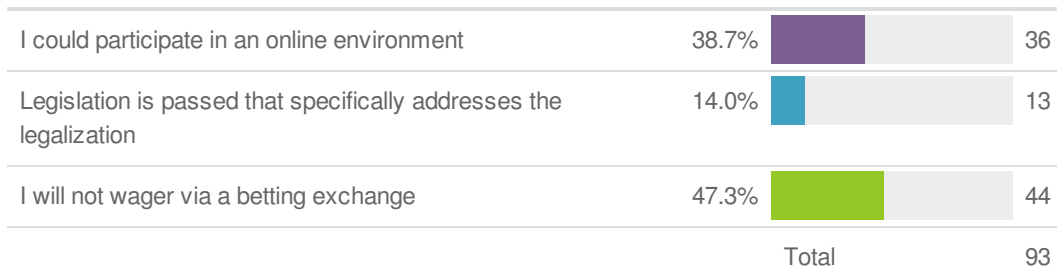 I could participate in an online environment 38.7% 36
Legislation is passed that specifically addresses the 14.0% 13
legalization
I will not wager via a betting exchange 47.3% 44
Total 93